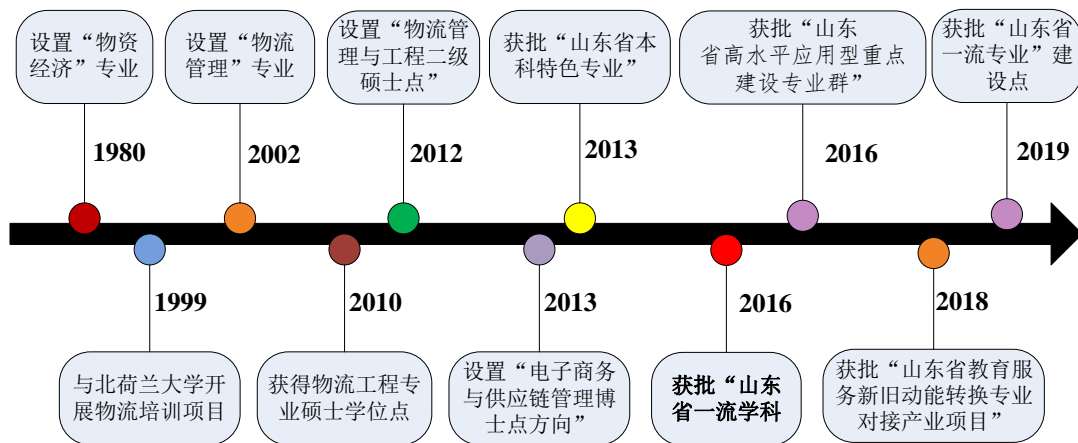 设置“物资
经济”专业
设置“物流
管理”专业
设置“物流管
理与工程二级
硕士点”
获批“山东省本
科特色专业”
获批“山东
省高水平应用型重点
建设专业群”
获批“山东省
一流专业”建
设点
1980
2002
2012
2013
2016
2019
1999
2010
2013
2016
2018
与北荷兰大学开
展物流培训项目
获得物流工程专
业硕士学位点
设置“电子商务
与供应链管理博
士点方向”
获批“山东
省一流学科
获批“山东省教育服
务新旧动能转换专业
对接产业项目”